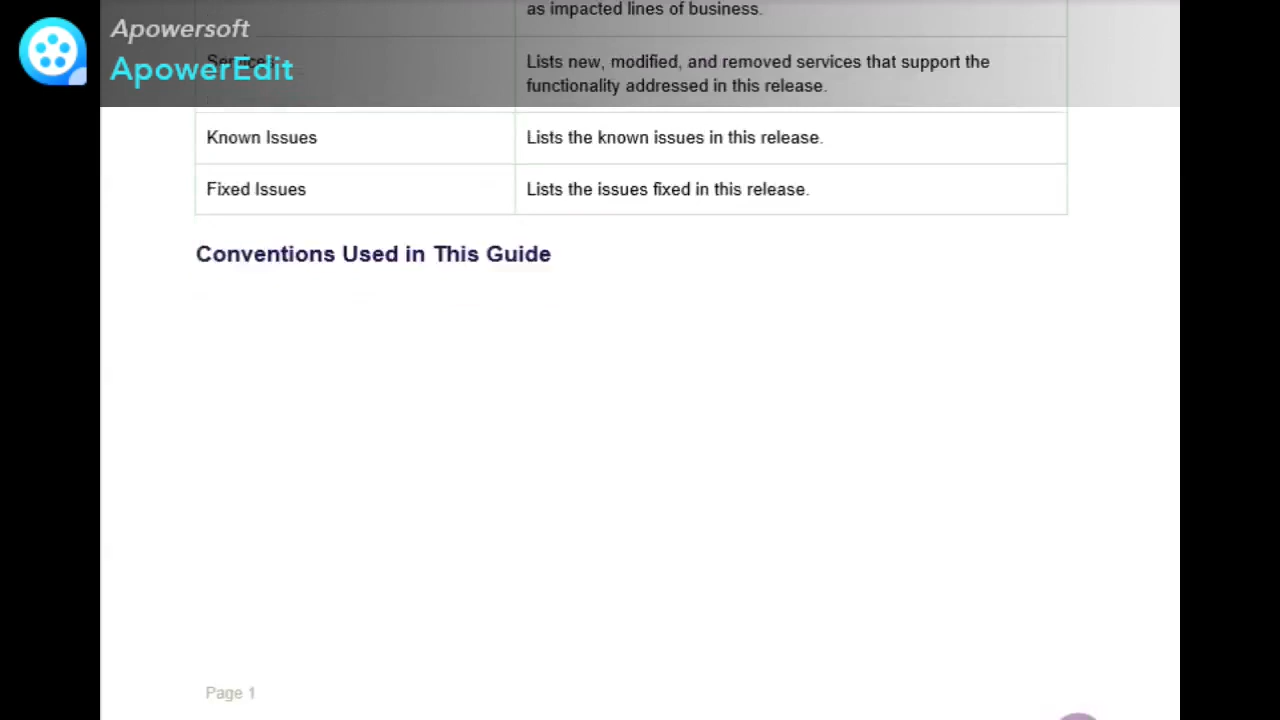 Apowersoft
ApowerEdit
as impacted lines of business.
Services
Lists new, modified, and removed services that support the
functionality addressed in this release.
Known Issues
Lists the known issues in this release.
Fixed Issues
Lists the issues fixed in this release.
Conventions Used in This Guide
Page 1